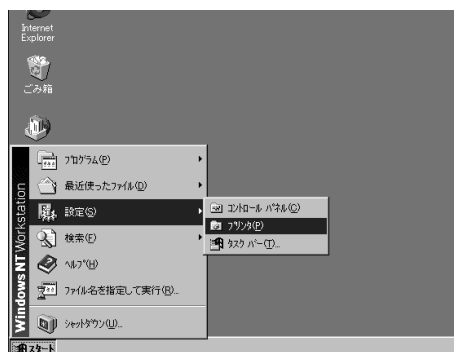 Internet
Explorer
ごみ箱
Windows NT Workstation
ﾌﾟﾛｸﾞﾗﾑ(P)
最近使ったﾌｧｲﾙ(D)
設定(S)
検索(F)
ﾍﾙﾌﾟ(H)
ﾌｧｲﾙ名を指定して実行(R)...
ｼｬｯﾄﾀﾞｳﾝ(U)...
ｺﾝﾄﾛｰﾙ ﾊﾟﾈﾙ(C)
ﾌﾟﾘﾝﾀ(P)
ﾀｽｸ ﾊﾞｰ(T)...
ｽﾀｰﾄ